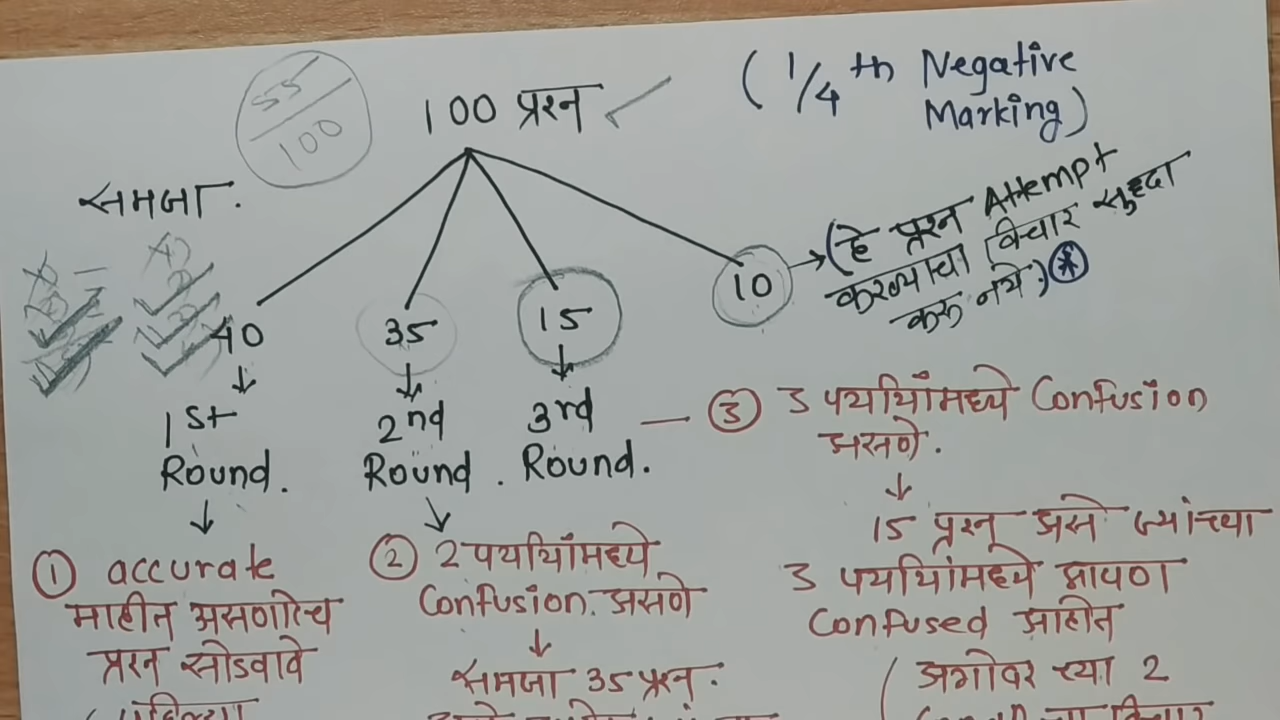 55/100
100 प्रश्न
(1/4th Negative
Marking)
समजा.
40
35
15
10
(हे प्रश्न Attempt
करण्याचा विचार सुद्धा
करू नये)
1st
Round.
2nd
Round.
3rd
Round.
① accurate
माहीत असणारेच
प्रश्न सोडवावे
② 2 पर्यायांमध्ये
Confusion. असणे
समजा 35 प्रश्न.
③ 3 पर्यायांमध्ये Confusion
असणे.
15 प्रश्न असे ज्यांच्या
3 पर्यायांमध्ये आपण
Confused आहोत
(अगोदर च्या 2